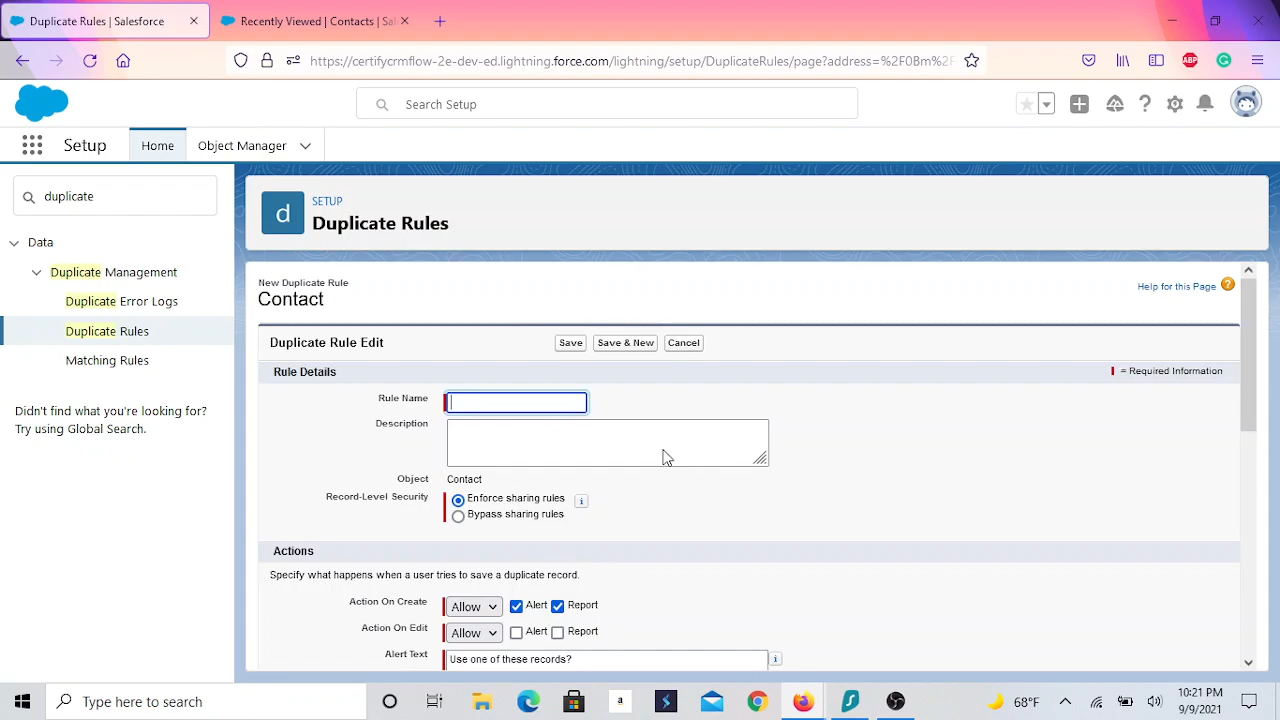 Duplicate Rules | Salesforce
Recently Viewed | Contacts | Sal
https://certifycrmflow-2e-dev-ed.lightning.force.com/lightning/setup/DuplicateRules/page?address=%2F0Bm%2F
ABP
Search Setup
Setup
Home
Object Manager
duplicate
Data
Duplicate Management
Duplicate Error Logs
Duplicate Rules
Matching Rules
Didn't find what you're looking for?
Try using Global Search.
d
SETUP
Duplicate Rules
New Duplicate Rule
Contact
Help for this Page ?
Duplicate Rule Edit
Save
Save & New
Cancel
Rule Details
= Required Information
Rule Name
Description
Object
Contact
Record-Level Security
Enforce sharing rules
i
Bypass sharing rules
Actions
Specify what happens when a user tries to save a duplicate record.
Action On Create
Allow
Alert
Report
Action On Edit
Allow
Alert
Report
Alert Text
Use one of these records?
i
Type here to search
a
68°F
10:21 PM
9/9/2021